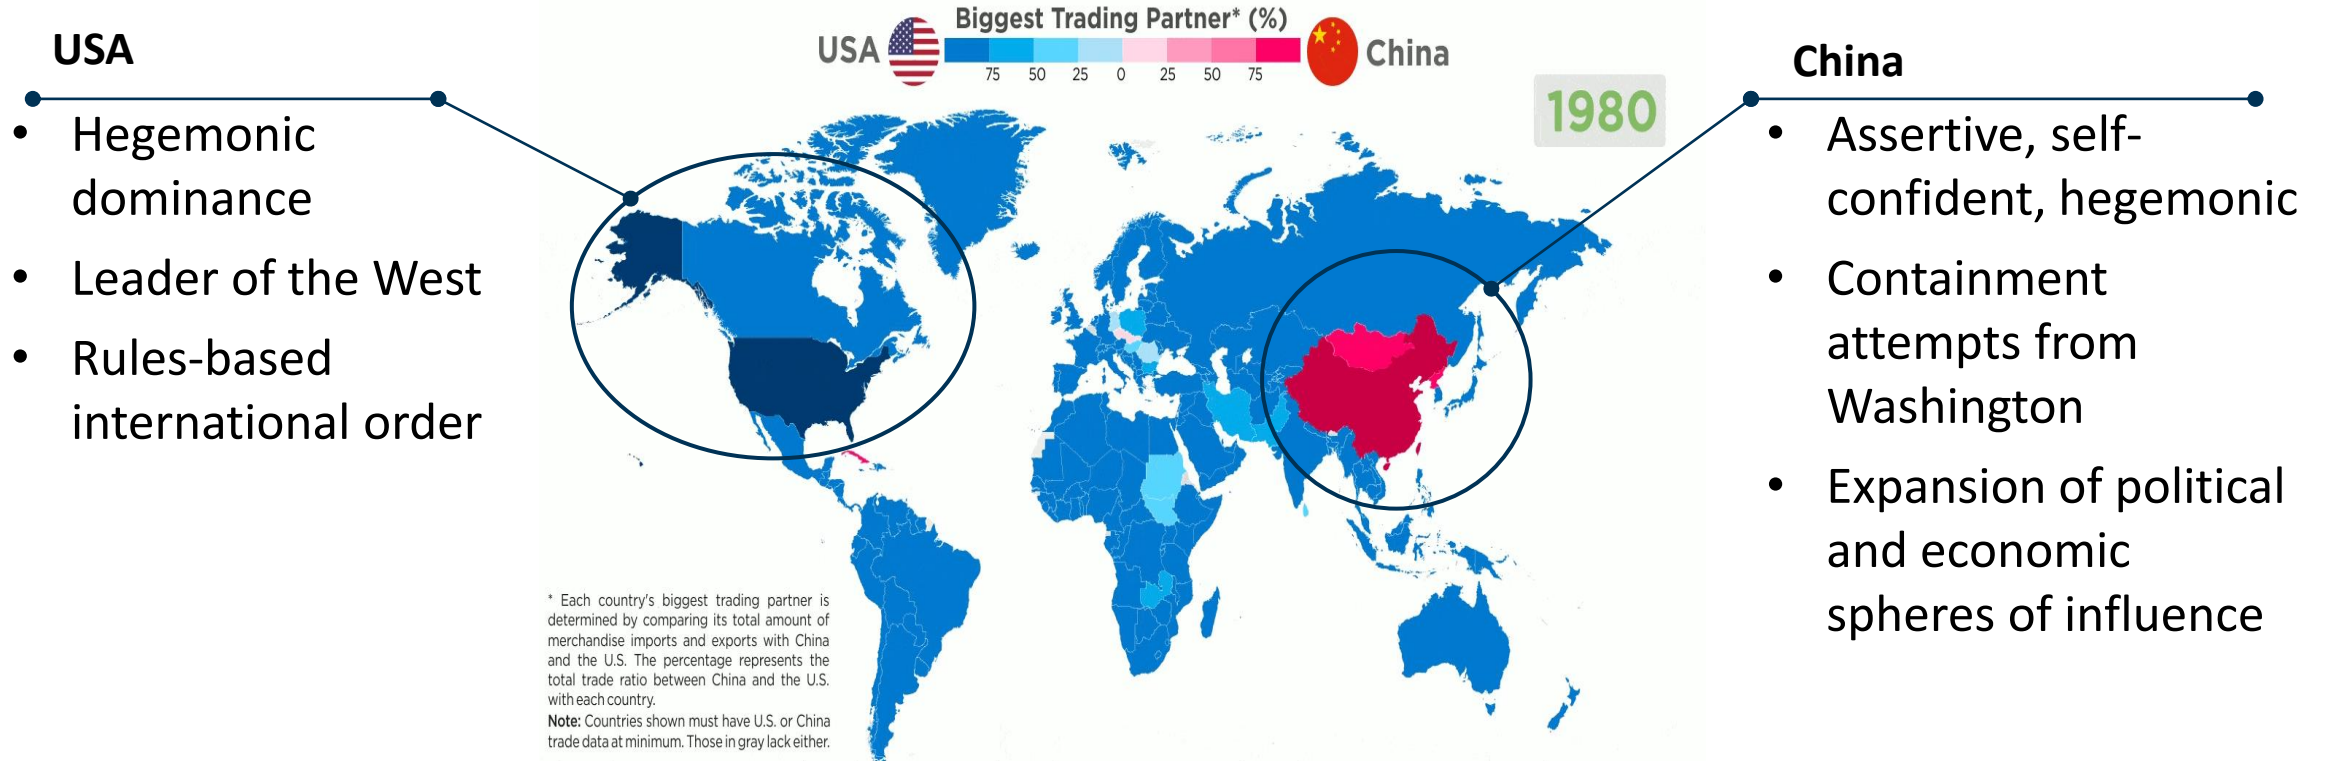 USA
• Hegemonic
dominance
• Leader of the West
• Rules-based
international order
Biggest Trading Partner* (%)
USA
China
75 50 25 0 25 50 75
1980
* Each country's biggest trading partner is
determined by comparing its total amount of
merchandise imports and exports with China
and the U.S. The percentage represents the
total trade ratio between China and the U.S.
with each country.
Note: Countries shown must have U.S. or China
trade data at minimum. Those in gray lack either.
China
• Assertive, self-
confident, hegemonic
• Containment
attempts from
Washington
• Expansion of political
and economic
spheres of influence